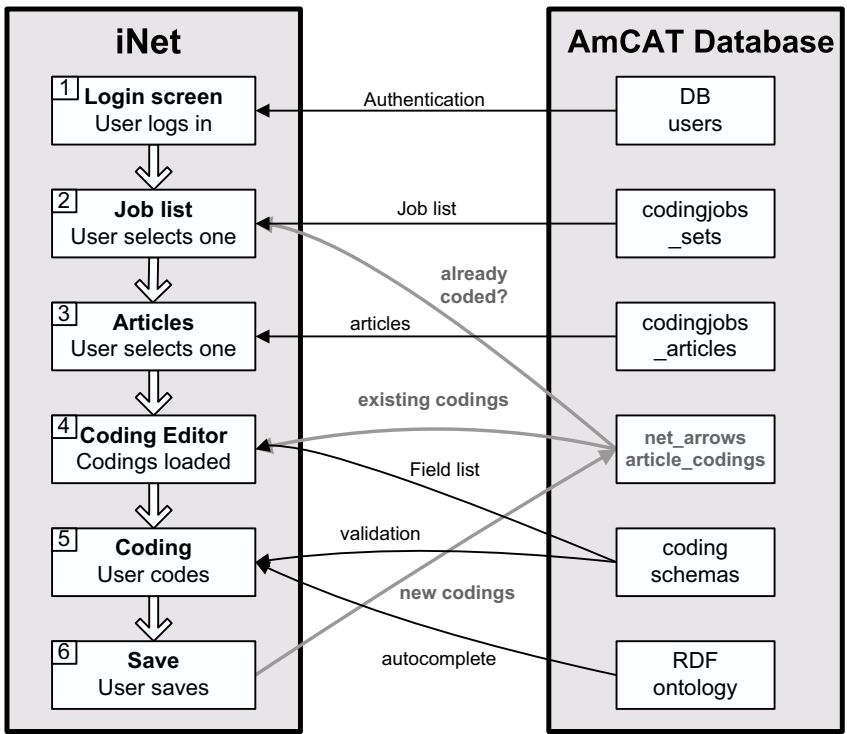 iNet
AmCAT Database
1
Login screen
User logs in
Authentication
DB
users
2
Job list
User selects one
Job list
codingjobs
_sets
already
coded?
3
Articles
User selects one
articles
codingjobs
_articles
existing codings
4
Coding Editor
Codings loaded
net_arrows
article_codings
Field list
5
Coding
User codes
validation
coding
schemas
new codings
6
Save
User saves
autocomplete
RDF
ontology